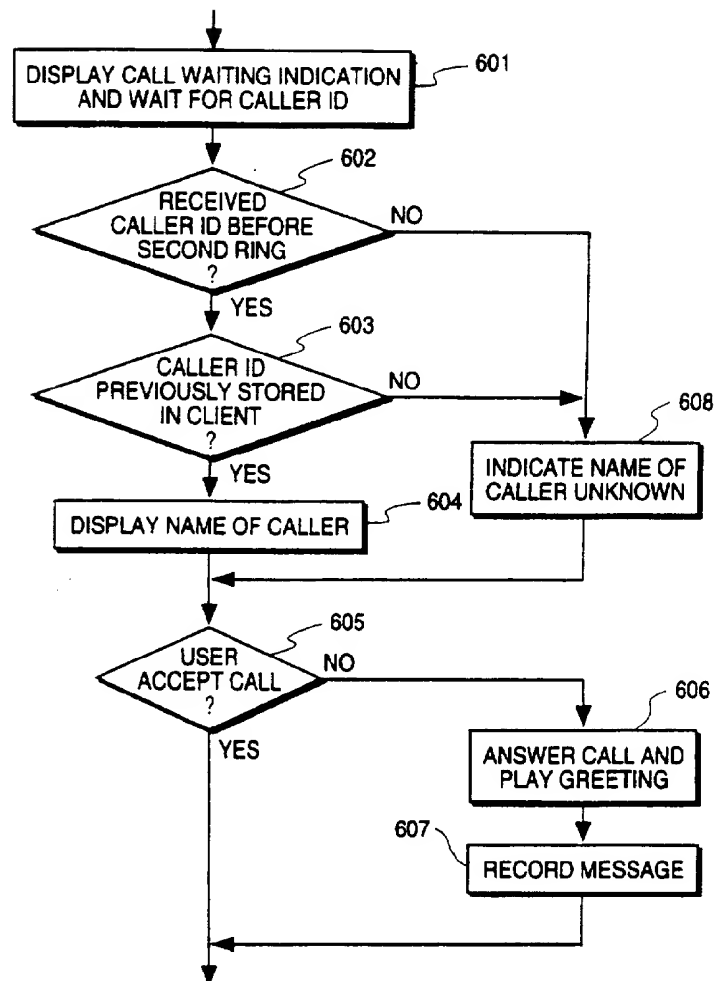 DISPLAY CALL WAITING INDICATION
AND WAIT FOR CALLER ID
601
602
RECEIVED
CALLER ID BEFORE
SECOND RING
?
NO
YES
603
CALLER ID
PREVIOUSLY STORED
IN CLIENT
?
NO
YES
608
INDICATE NAME OF
CALLER UNKNOWN
604
DISPLAY NAME OF CALLER
605
USER
ACCEPT CALL
?
NO
YES
606
ANSWER CALL AND
PLAY GREETING
607
RECORD MESSAGE